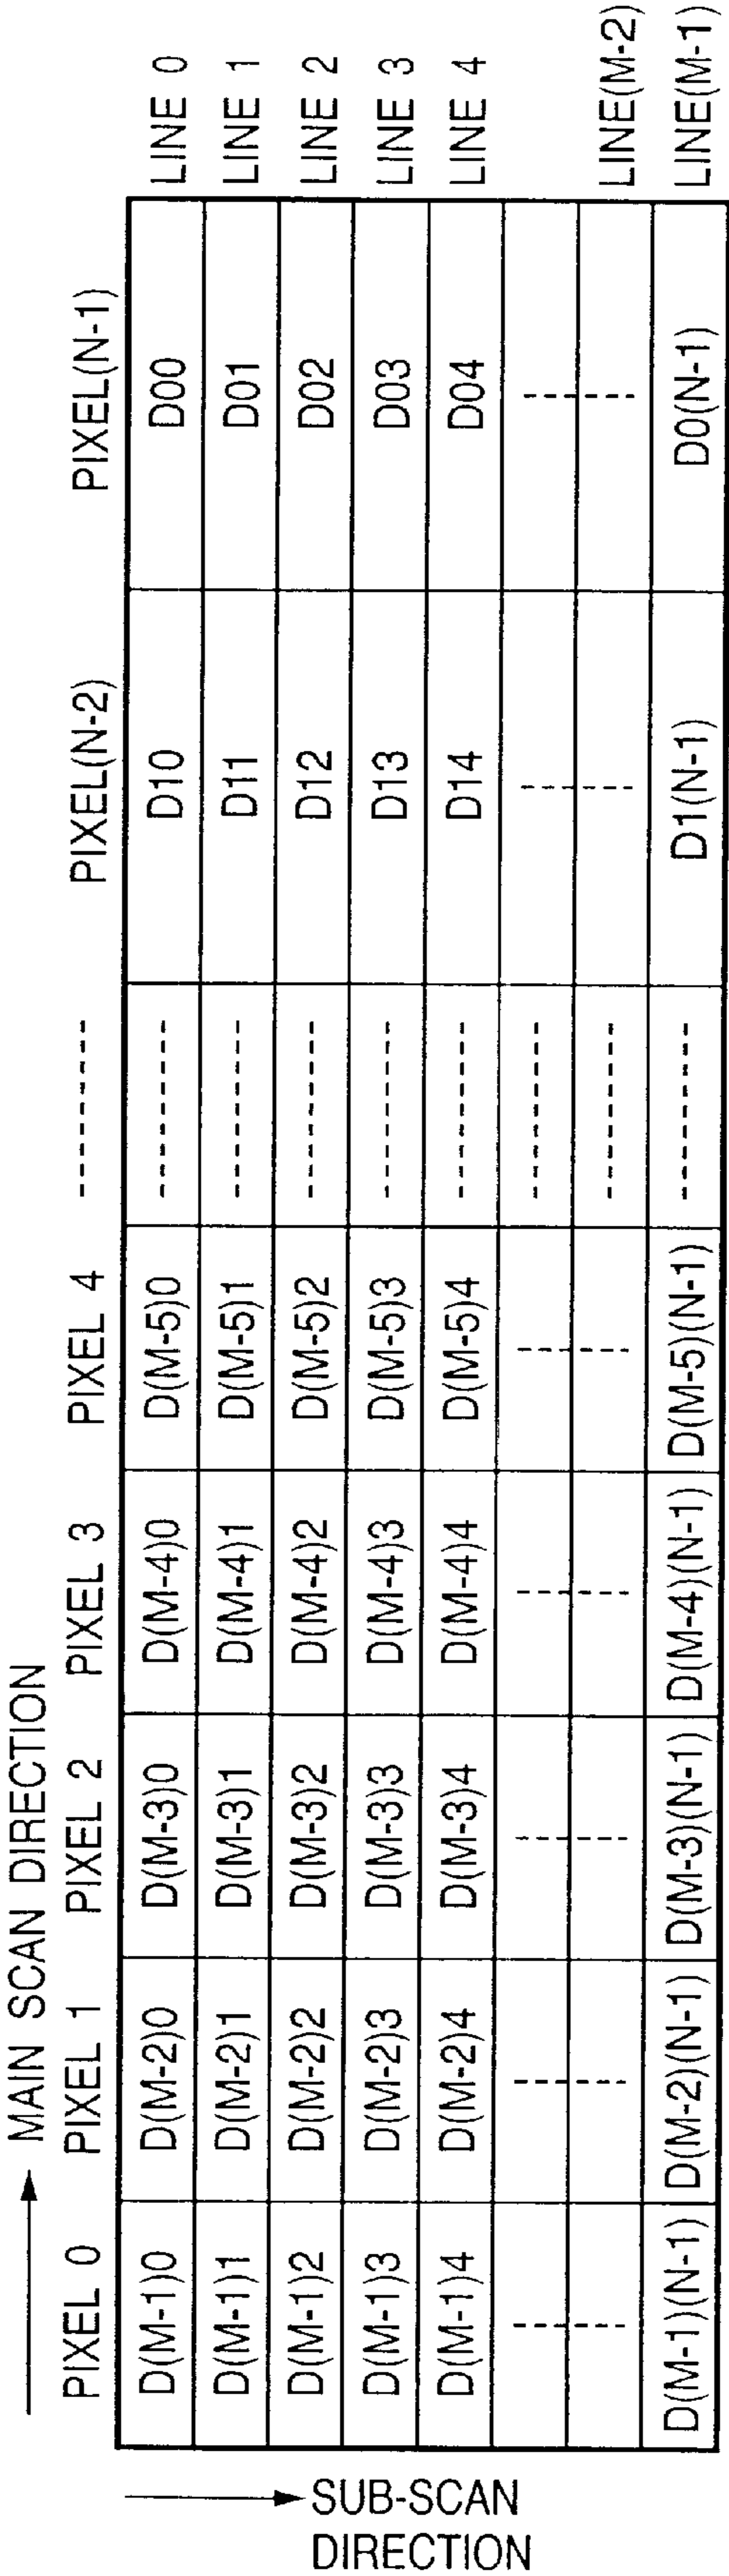 MAIN SCAN DIRECTION
PIXEL 0 PIXEL 1 PIXEL 2 PIXEL 3 PIXEL 4 -------- PIXEL(N-2) PIXEL(N-1)
D(M-1)0 D(M-2)0 D(M-3)0 D(M-4)0 D(M-5)0 -------- D10 D00 LINE 0
D(M-1)1 D(M-2)1 D(M-3)1 D(M-4)1 D(M-5)1 -------- D11 D01 LINE 1
D(M-1)2 D(M-2)2 D(M-3)2 D(M-4)2 D(M-5)2 -------- D12 D02 LINE 2
D(M-1)3 D(M-2)3 D(M-3)3 D(M-4)3 D(M-5)3 -------- D13 D03 LINE 3
D(M-1)4 D(M-2)4 D(M-3)4 D(M-4)4 D(M-5)4 -------- D14 D04 LINE 4
LINE(M-2)
D(M-1)(N-1) D(M-2)(N-1) D(M-3)(N-1) D(M-4)(N-1) D(M-5)(N-1) -------- D1(N-1) D0(N-1) LINE(M-1)
SUB-SCAN
DIRECTION